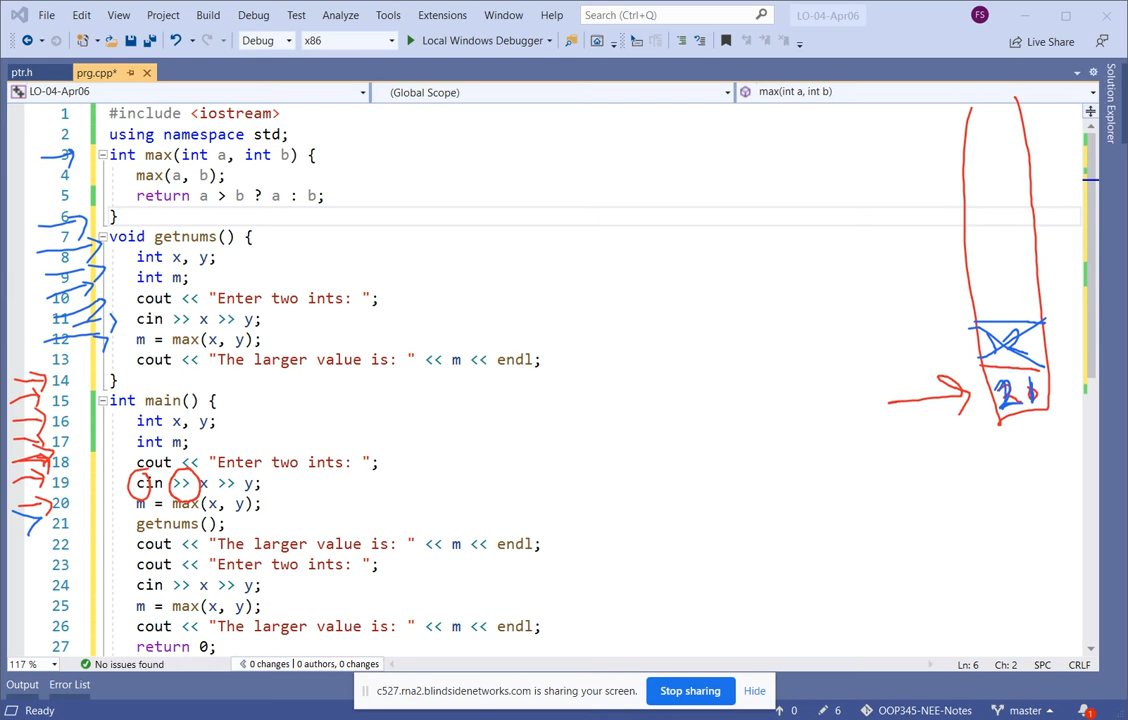 File Edit View Project Build Debug Test Analyze Tools Extensions Window Help Search (Ctrl+Q) LO-04-Apr06 FS
Debug x86 Local Windows Debugger Live Share
ptr.h prg.cpp*
LO-04-Apr06 (Global Scope) max(int a, int b)
Solution Explorer
1 #include <iostream>
2 using namespace std;
3 int max(int a, int b) {
4 max(a, b);
5 return a > b ? a : b;
6 }
7 void getnums() {
8 int x, y;
9 int m;
10 cout << "Enter two ints: ";
11 cin >> x >> y;
12 m = max(x, y);
13 cout << "The larger value is: " << m << endl;
14 }
15 int main() {
16 int x, y;
17 int m;
18 cout << "Enter two ints: ";
19 cin >> x >> y;
20 m = max(x, y);
21 getnums();
22 cout << "The larger value is: " << m << endl;
23 cout << "Enter two ints: ";
24 cin >> x >> y;
25 m = max(x, y);
26 cout << "The larger value is: " << m << endl;
27 return 0;
117 % No issues found 0 changes | 0 authors, 0 changes Ln: 6 Ch: 2 SPC CRLF
Output Error List
c527.rna2.blindsidenetworks.com is sharing your screen. Stop sharing Hide
Ready 0 6 OOP345-NEE-Notes master 1